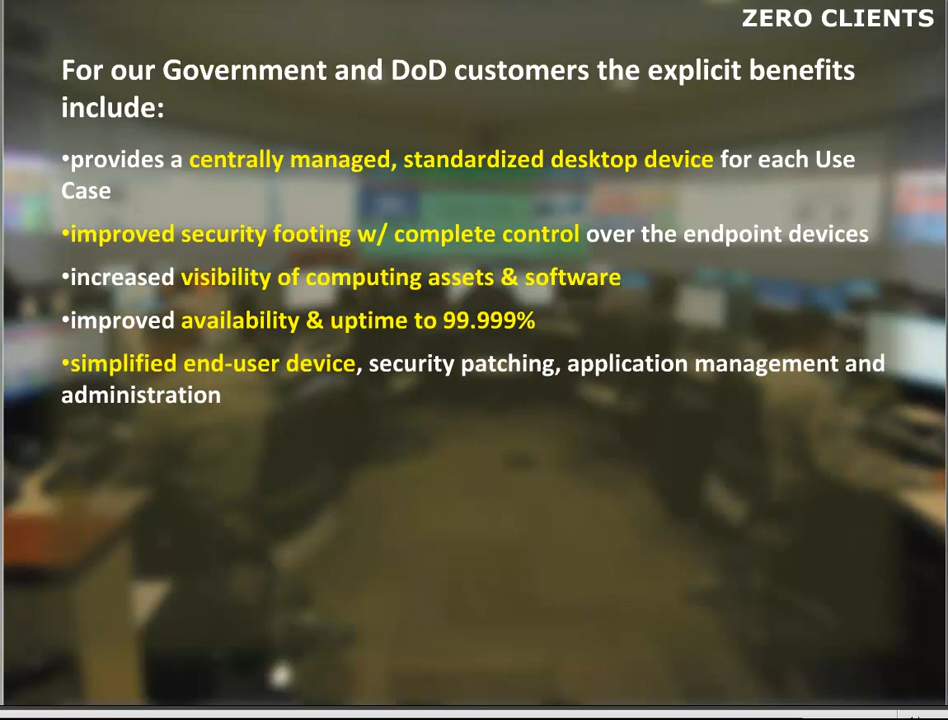 ZERO CLIENTS
For our Government and DoD customers the explicit benefits
include:
•provides a centrally managed, standardized desktop device for each Use
Case
•improved security footing w/ complete control over the endpoint devices
•increased visibility of computing assets & software
•improved availability & uptime to 99.999%
•simplified end-user device, security patching, application management and
administration